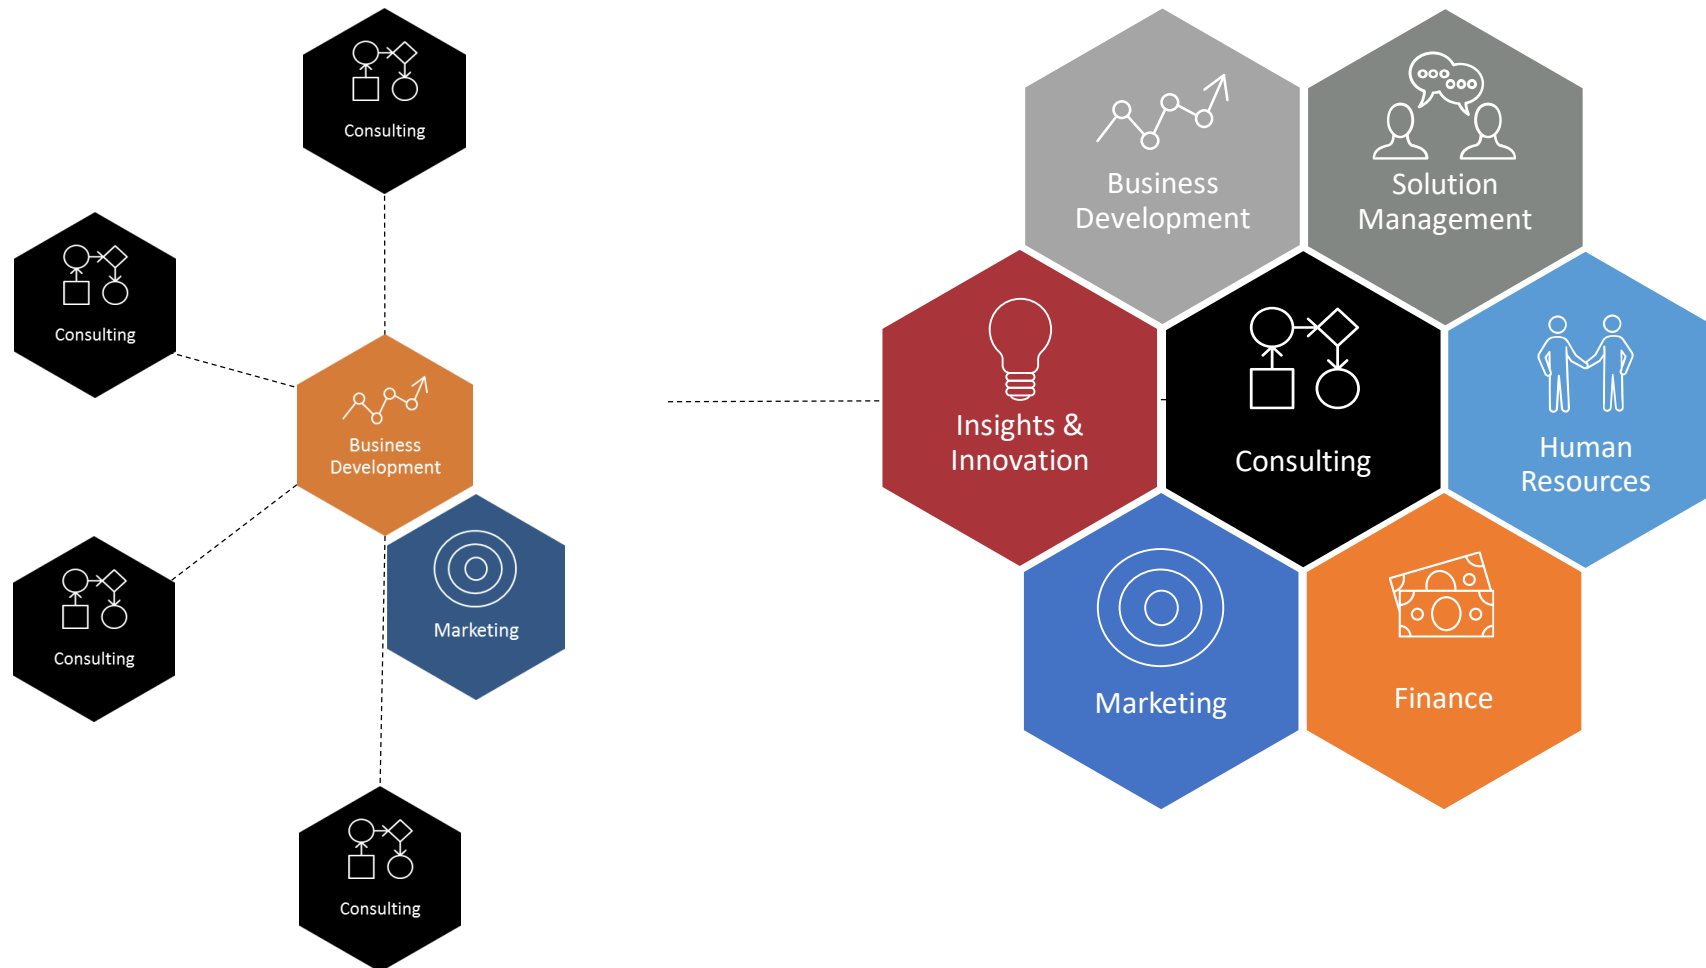 Consulting
Consulting
Business
Development
Marketing
Consulting
Consulting
Business
Development
Solution
Management
Insights &
Innovation
Consulting
Human
Resources
Marketing
Finance